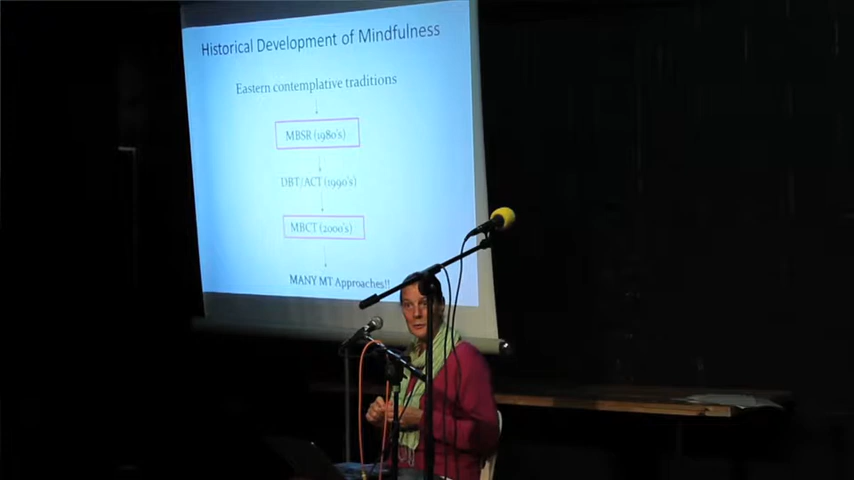 Historical Development of Mindfulness
Eastern contemplative traditions
MBSR (1980's)
DBT/ACT (1990's)
MBCT (2000's)
MANY MT Approaches!!